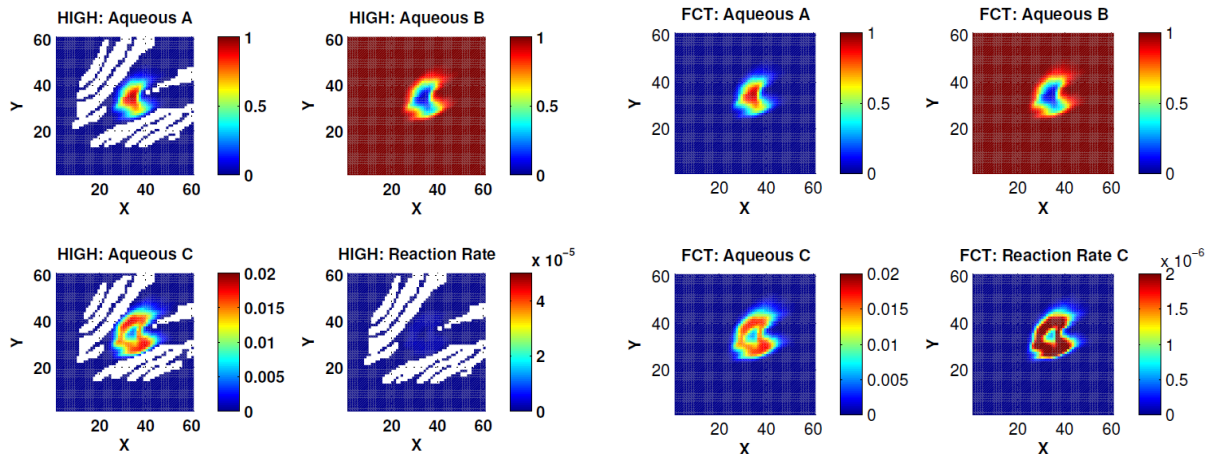 HIGH: Aqueous A
60
40
20
Y
20 40 60
X
1
0.5
0
HIGH: Aqueous B
60
40
20
Y
20 40 60
X
1
0.5
0
FCT: Aqueous A
60
40
20
Y
20 40 60
X
1
0.5
0
FCT: Aqueous B
60
40
20
Y
20 40 60
X
1
0.5
0
HIGH: Aqueous C
60
40
20
Y
20 40 60
X
0.02
0.015
0.01
0.005
0
HIGH: Reaction Rate
60
40
20
Y
20 40 60
X
x 10⁻⁵
4
2
0
FCT: Aqueous C
60
40
20
Y
20 40 60
X
0.02
0.015
0.01
0.005
0
FCT: Reaction Rate C
60
40
20
Y
20 40 60
X
x 10⁻⁶
2
1.5
1
0.5
0